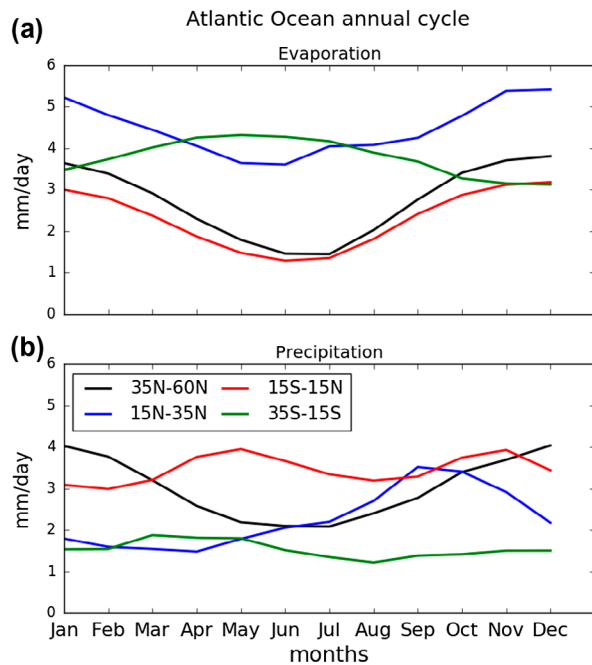 Atlantic Ocean annual cycle
(a)
Evaporation
6
5
4
3
2
1
0
mm/day
(b)
Precipitation
6
5
4
3
2
1
0
mm/day
35N-60N 15S-15N
15N-35N 35S-15S
Jan Feb Mar Apr May Jun Jul Aug Sep Oct Nov Dec
months